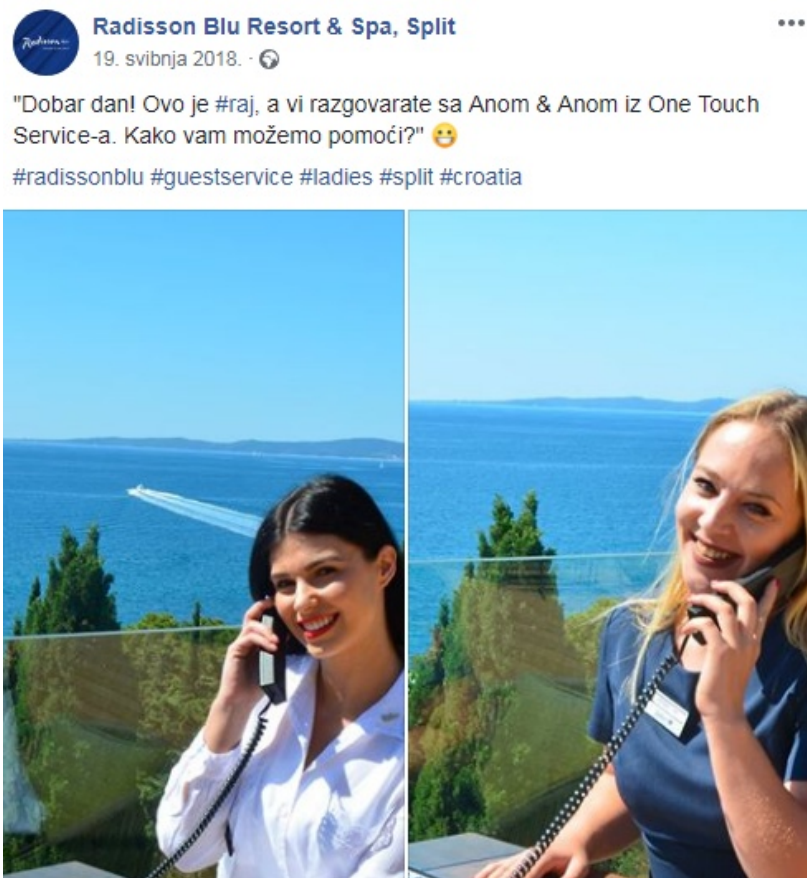 Radisson Blu Resort & Spa, Split
19. svibnja 2018. ·
"Dobar dan! Ovo je #raj, a vi razgovarate sa Anom & Anom iz One Touch
Service-a. Kako vam možemo pomoći?" 😀
#radissonblu #guestservice #ladies #split #croatia